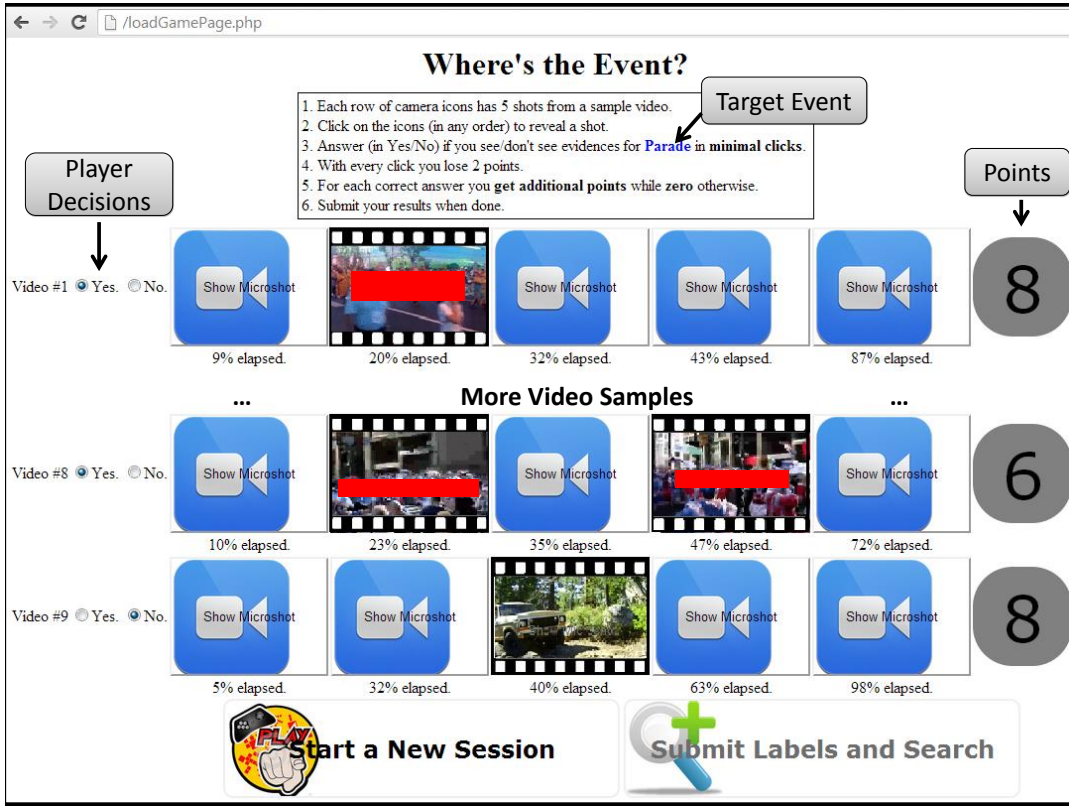 /loadGamePage.php
Where's the Event?
1. Each row of camera icons has 5 shots from a sample video.
2. Click on the icons (in any order) to reveal a shot.
3. Answer (in Yes/No) if you see/don't see evidences for Parade in minimal clicks.
4. With every click you lose 2 points.
5. For each correct answer you get additional points while zero otherwise.
6. Submit your results when done.
Target Event
Player
Decisions
Points
Video #1 Yes. No. Show Microshot Show Microshot Show Microshot Show Microshot 8
9% elapsed. 20% elapsed. 32% elapsed. 43% elapsed. 87% elapsed.
... More Video Samples ...
Video #8 Yes. No. Show Microshot Show Microshot Show Microshot 6
10% elapsed. 23% elapsed. 35% elapsed. 47% elapsed. 72% elapsed.
Video #9 Yes. No. Show Microshot Show Microshot Show Microshot Show Microshot 8
5% elapsed. 32% elapsed. 40% elapsed. 63% elapsed. 98% elapsed.
PLAY
Start a New Session Submit Labels and Search